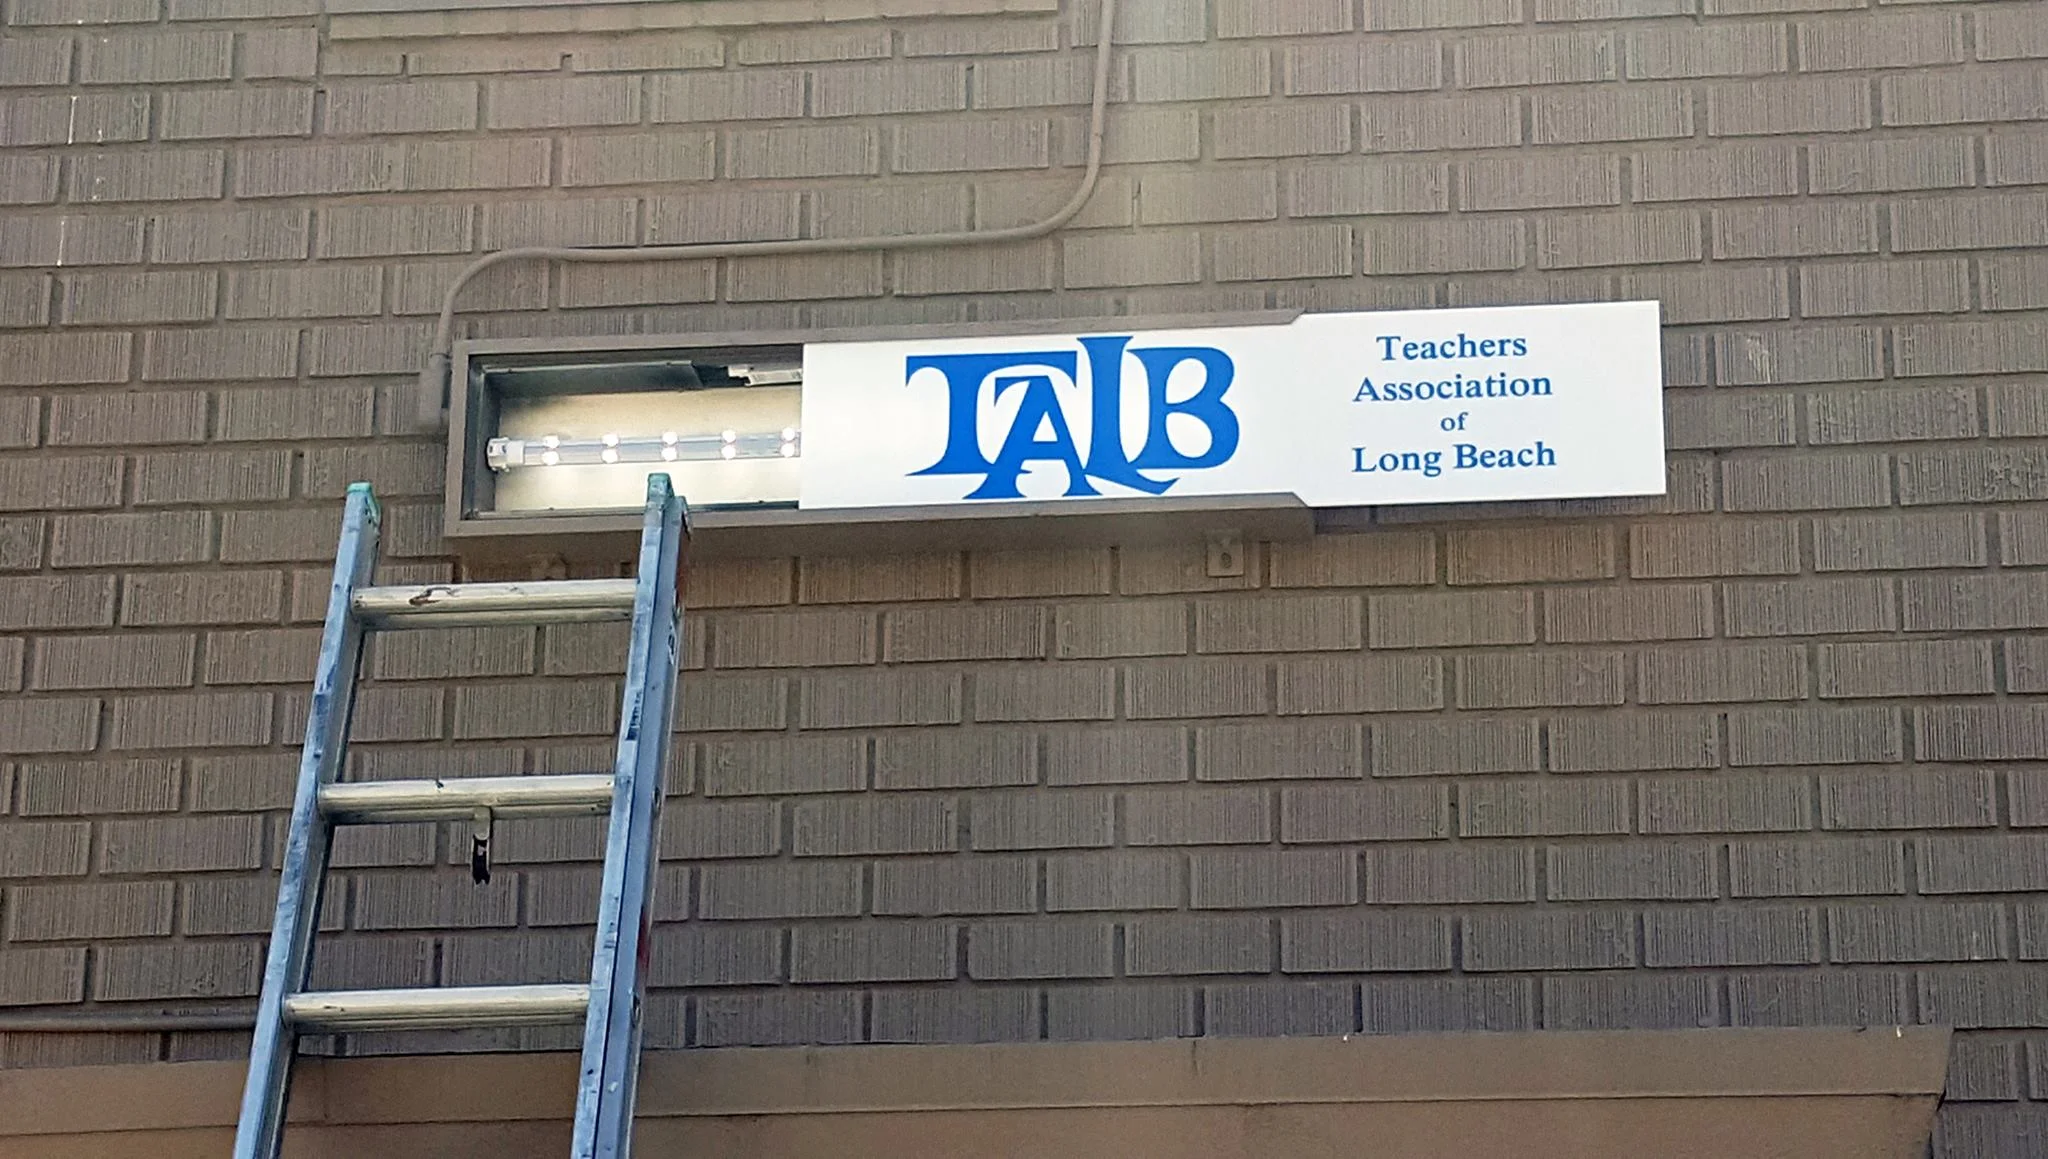 TALB
Teachers
Association
of
Long Beach